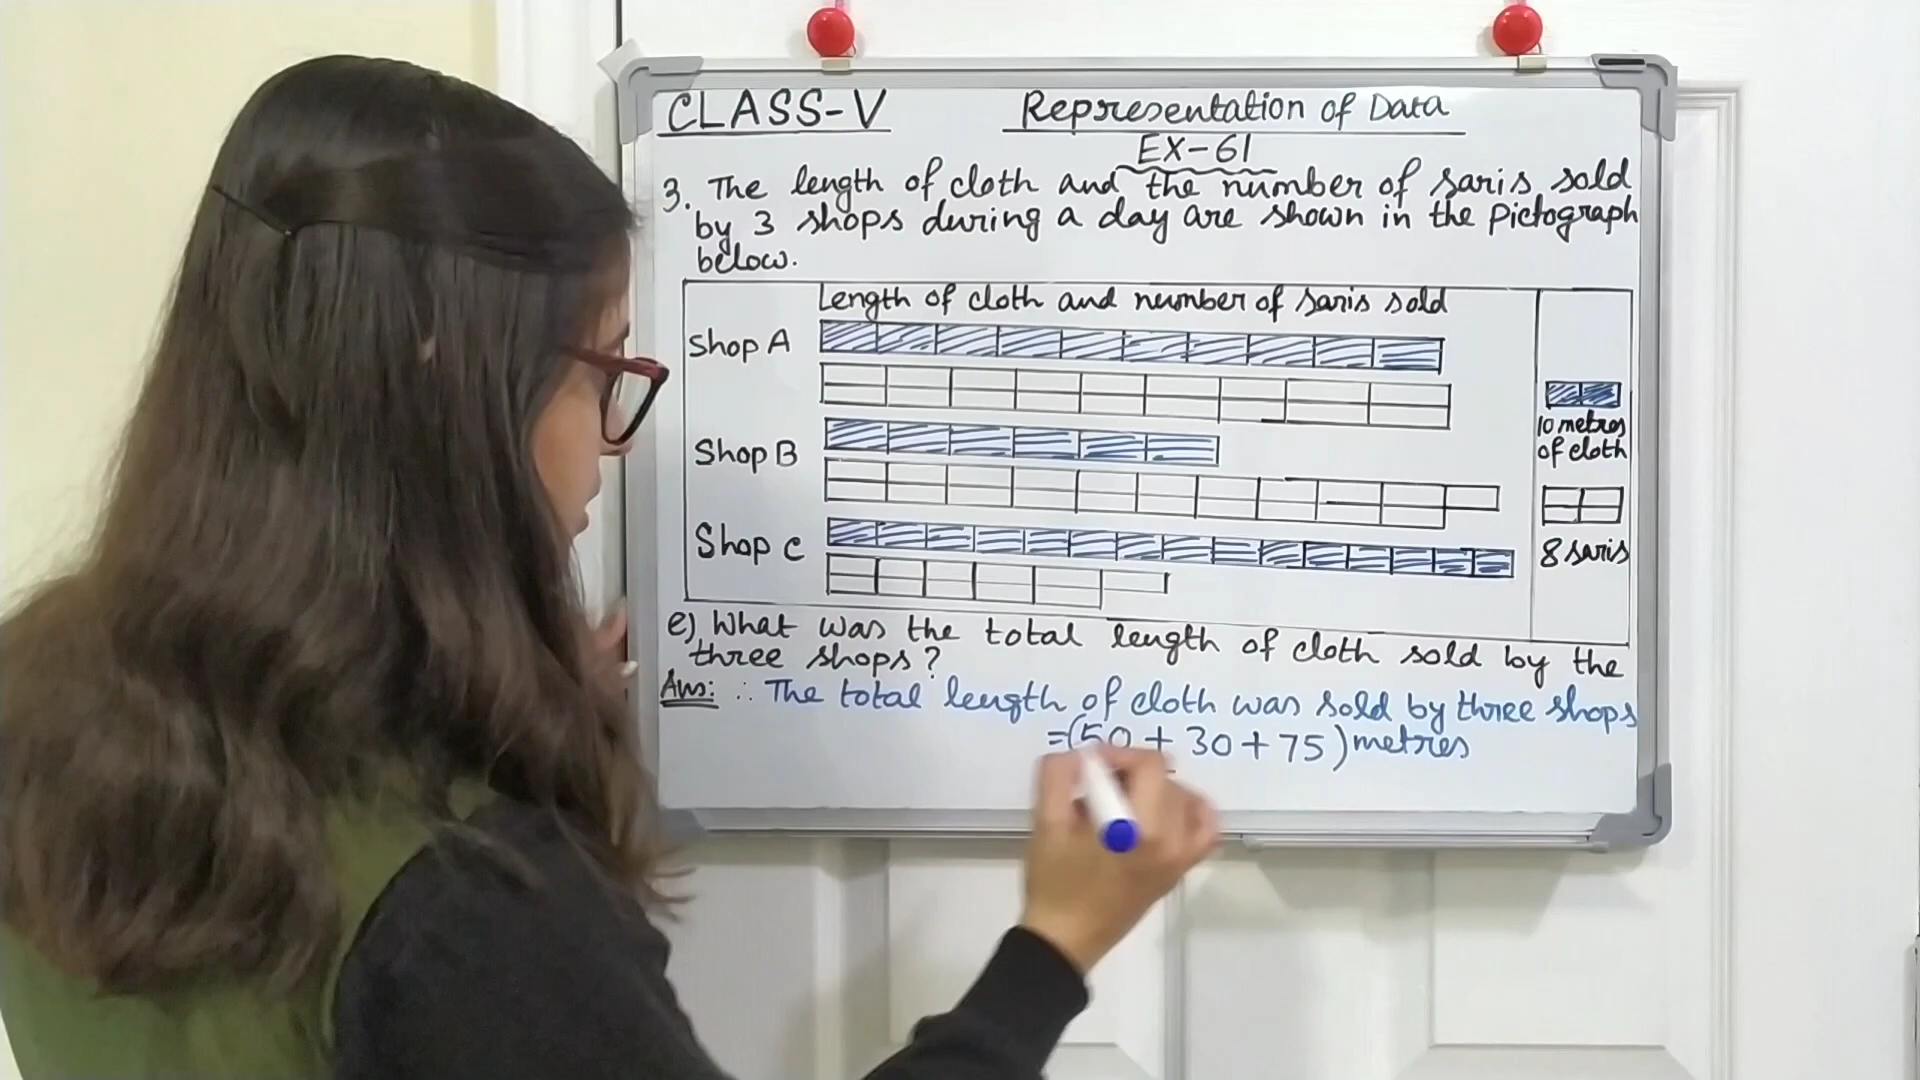 CLASS-V
Representation of Data
EX-61
3. The length of cloth and the number of saris sold
by 3 shops during a day are shown in the pictograph
below.
Length of cloth and number of saris sold
Shop A
10 metres
of cloth
Shop B
Shop C
8 saris
e) What was the total length of cloth sold by the
three shops?
Ans: ∴ The total length of cloth was sold by three shops
=(50 + 30 + 75) metres